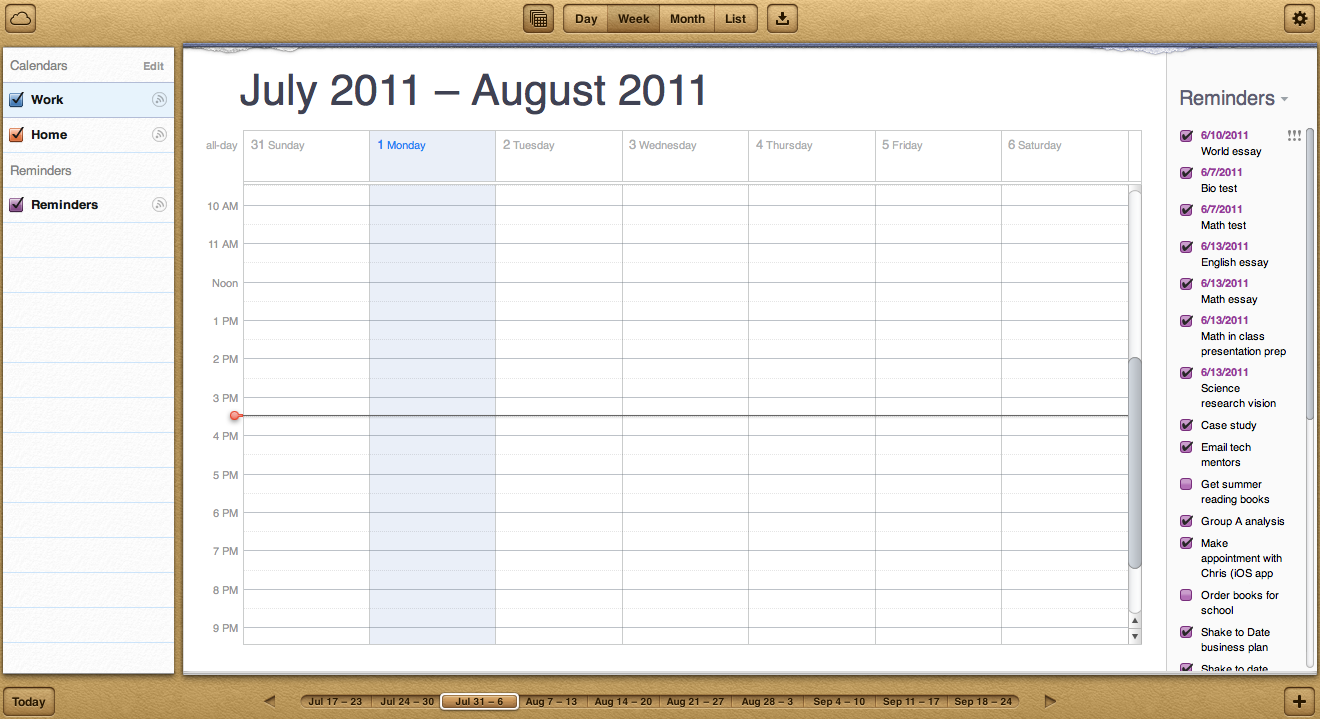 Day Week Month List
Calendars Edit
Work
Home
Reminders
Reminders
July 2011 – August 2011
all-day 31 Sunday 1 Monday 2 Tuesday 3 Wednesday 4 Thursday 5 Friday 6 Saturday
10 AM
11 AM
Noon
1 PM
2 PM
3 PM
4 PM
5 PM
6 PM
7 PM
8 PM
9 PM
Reminders
6/10/2011 !!!
World essay
6/7/2011
Bio test
6/7/2011
Math test
6/13/2011
English essay
6/13/2011
Math essay
6/13/2011
Math in class
presentation prep
6/13/2011
Science
research vision
Case study
Email tech
mentors
Get summer
reading books
Group A analysis
Make
appointment with
Chris (iOS app
Order books for
school
Shake to Date
business plan
Shake to date
Today Jul 17 – 23 Jul 24 – 30 Jul 31 – 6 Aug 7 – 13 Aug 14 – 20 Aug 21 – 27 Aug 28 – 3 Sep 4 – 10 Sep 11 – 17 Sep 18 – 24